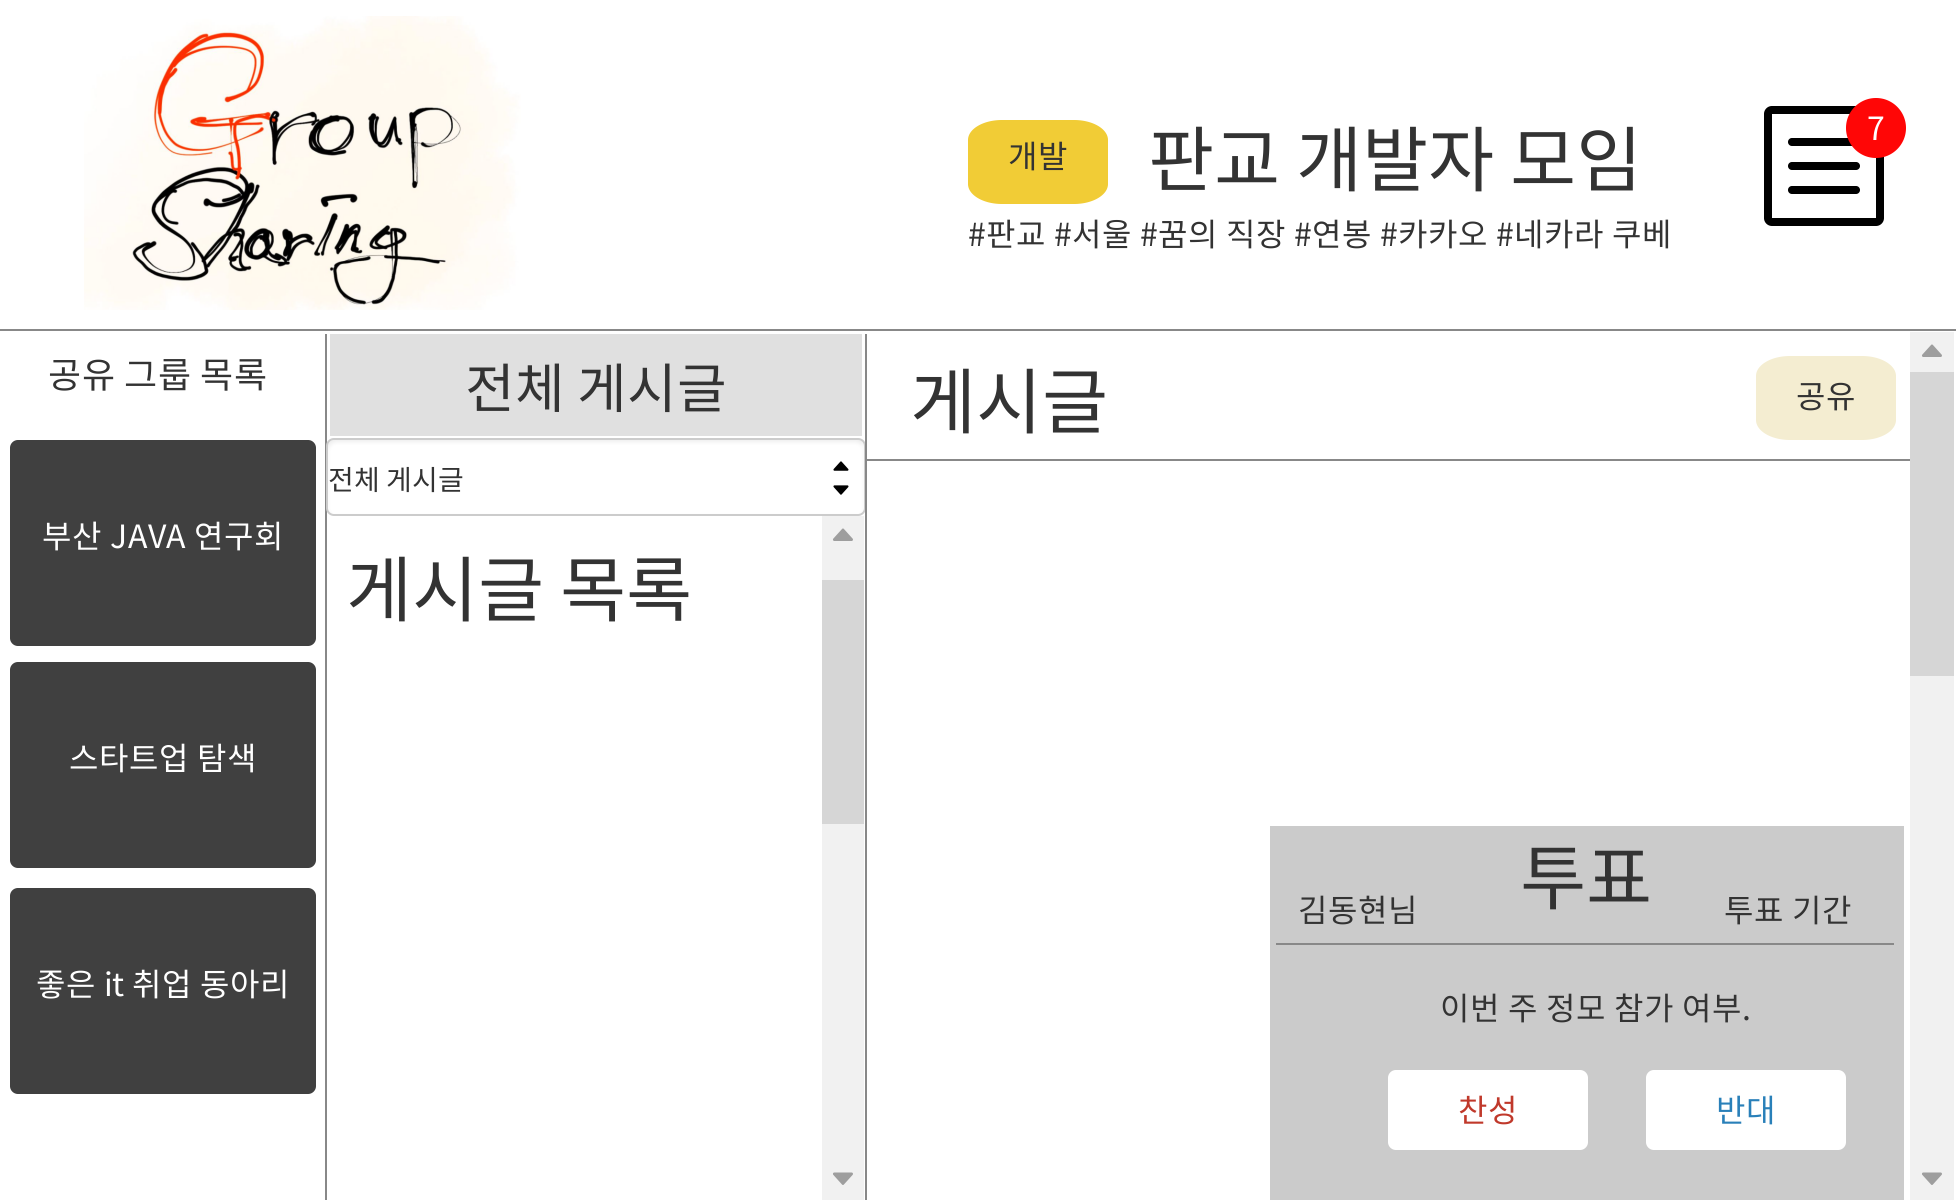 Group
Sharing
개발
판교 개발자 모임
7
#판교 #서울 #꿈의 직장 #연봉 #카카오 #네카라 쿠베
공유 그룹 목록
부산 JAVA 연구회
스타트업 탐색
좋은 it 취업 동아리
전체 게시글
전체 게시글
게시글 목록
게시글
공유
투표
김동현님
투표 기간
이번 주 정모 참가 여부.
찬성
반대